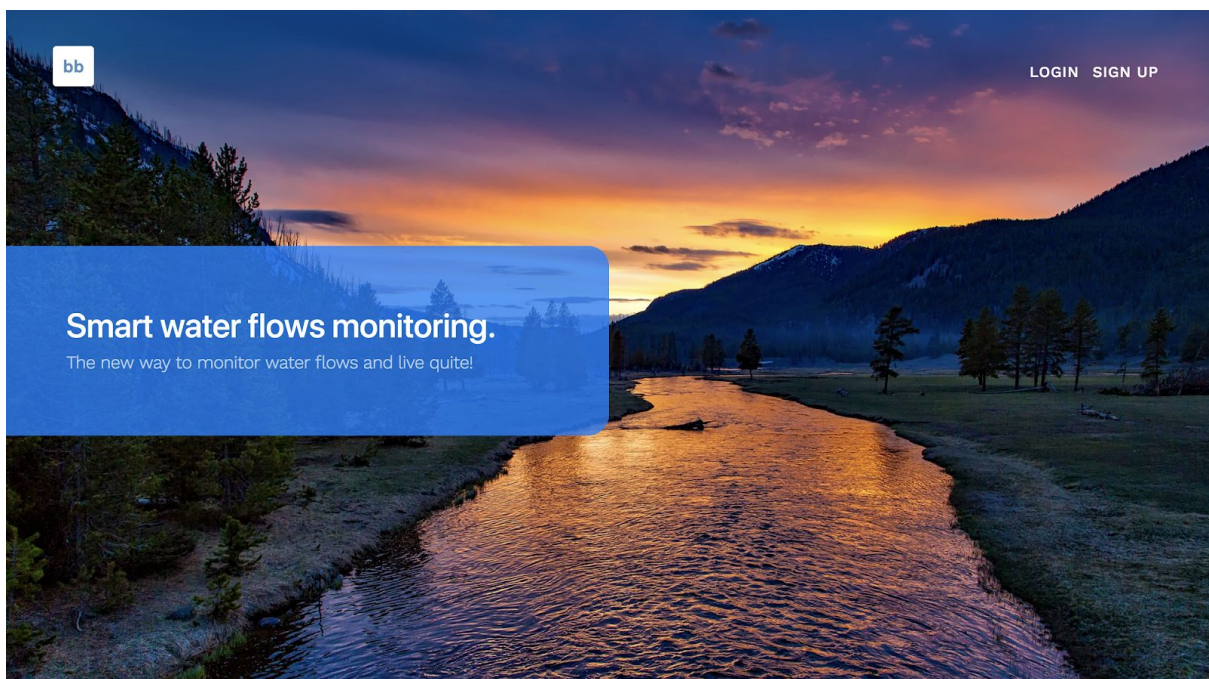 bb
LOGIN SIGN UP
Smart water flows monitoring.
The new way to monitor water flows and live quite!